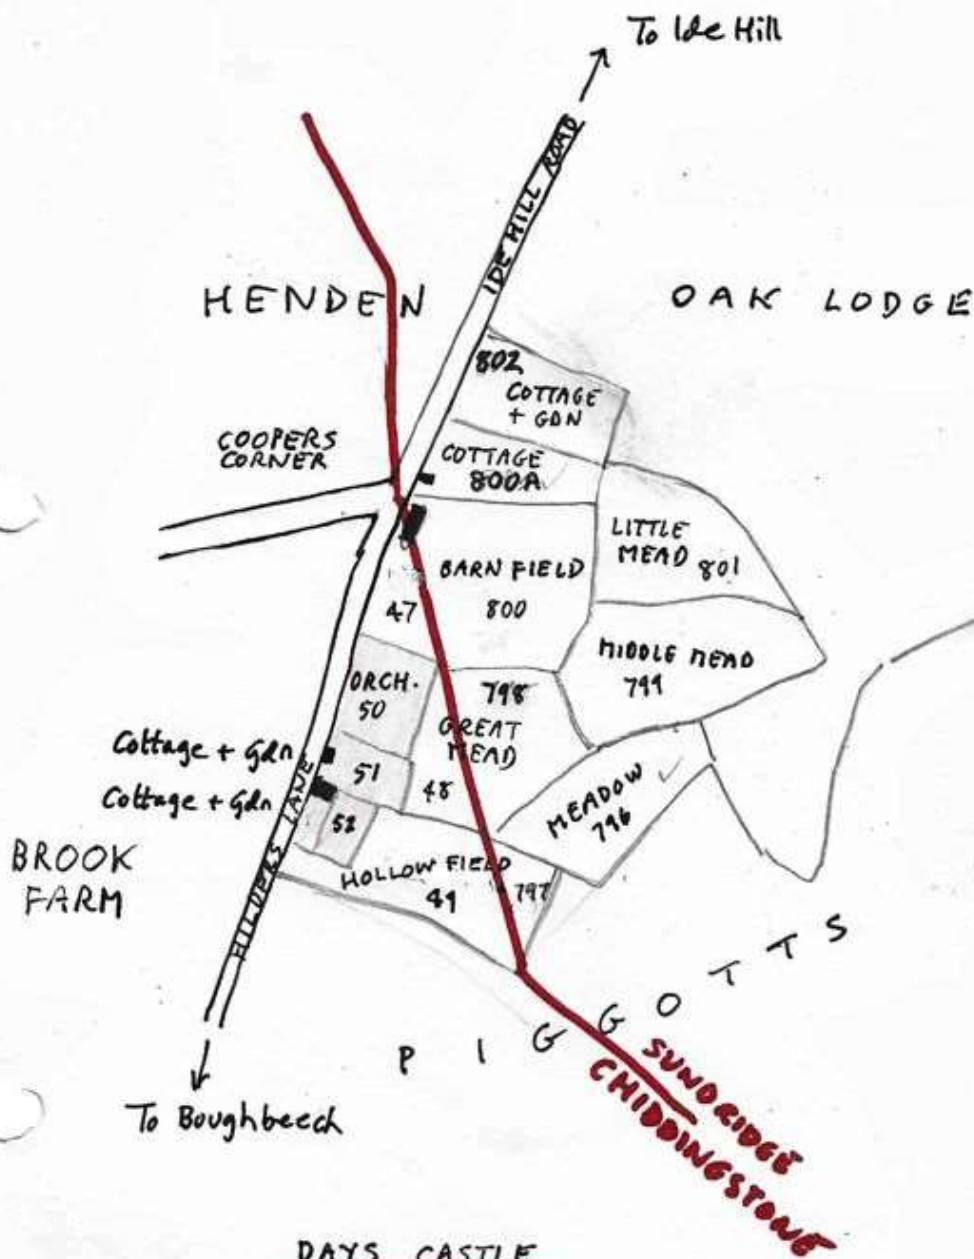 To Ide Hill
IDE HILL ROAD
HENDEN
OAK LODGE
802
COTTAGE
+ GDN
COOPERS
CORNER
COTTAGE
800A
LITTLE
MEAD 801
BARN FIELD
800
47
MIDDLE MEAD
799
ORCH.
50
798
GREAT
MEAD
Cottage + Gdn
51
48
MEADOW
796
Cottage + Gdn
52
HILDERS LANE
BROOK
FARM
HOLLOW FIELD
49
797
PIGGOTTS
SUNDRIDGE
CHIDDINGSTONE
To Boughbeech
DAYS CASTLE